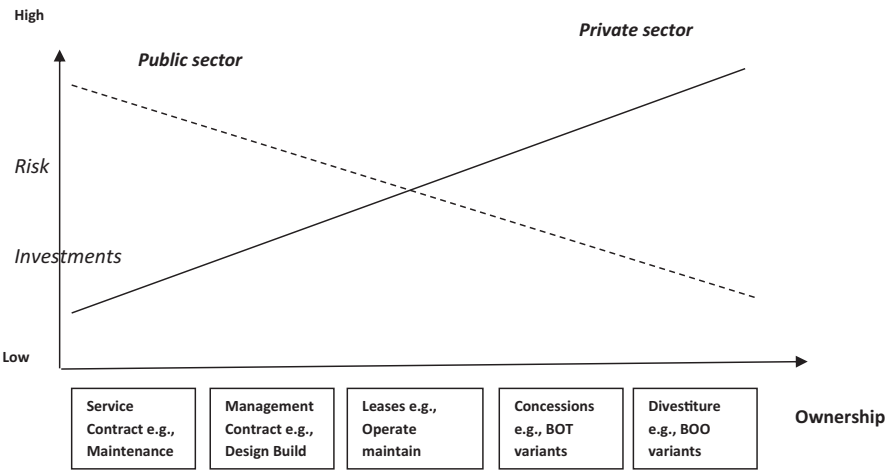 High
Private sector
Public sector
Risk
Investments
Low
Service
Contract e.g.,
Maintenance
Management
Contract e.g.,
Design Build
Leases e.g.,
Operate
maintain
Concessions
e.g., BOT
variants
Divestiture
e.g., BOO
variants
Ownership